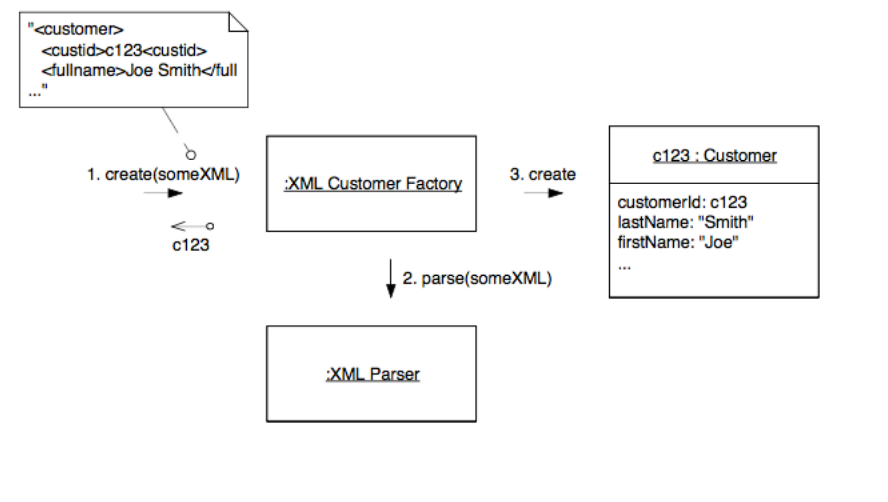 "<customer>
<custid>c123<custid>
<fullname>Joe Smith</full
..."
1. create(someXML)
c123
:XML Customer Factory
3. create
c123 : Customer
customerId: c123
lastName: "Smith"
firstName: "Joe"
...
2. parse(someXML)
:XML Parser